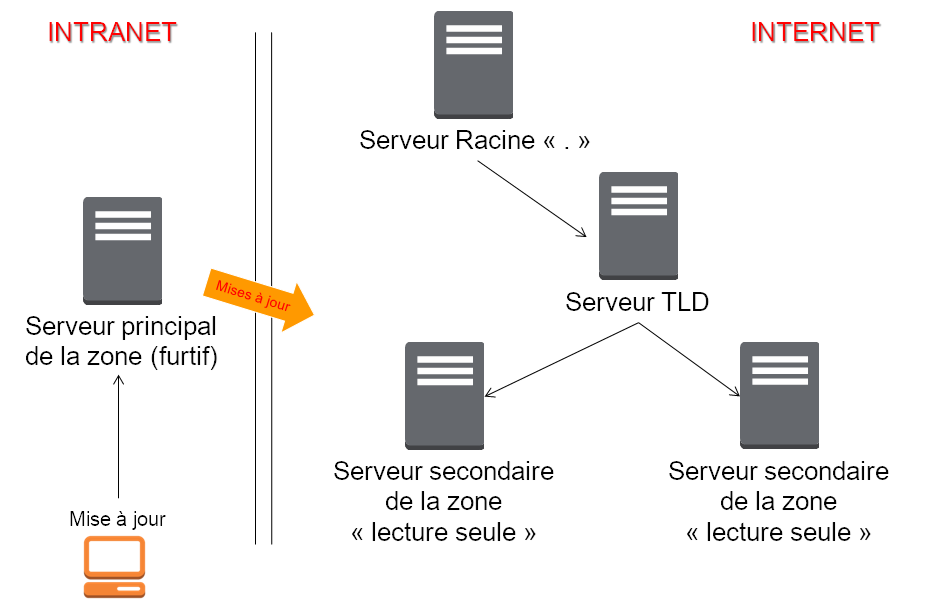 INTRANET
INTERNET
Serveur Racine « . »
Serveur TLD
Mises à jour
Serveur principal
de la zone (furtif)
Mise à jour
Serveur secondaire
de la zone
« lecture seule »
Serveur secondaire
de la zone
« lecture seule »